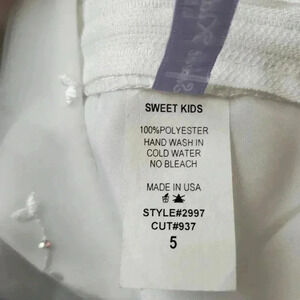 SWEET KIDS
100%POLYESTER
HAND WASH IN
COLD WATER
NO BLEACH
MADE IN USA
STYLE#2997
CUT#937
5